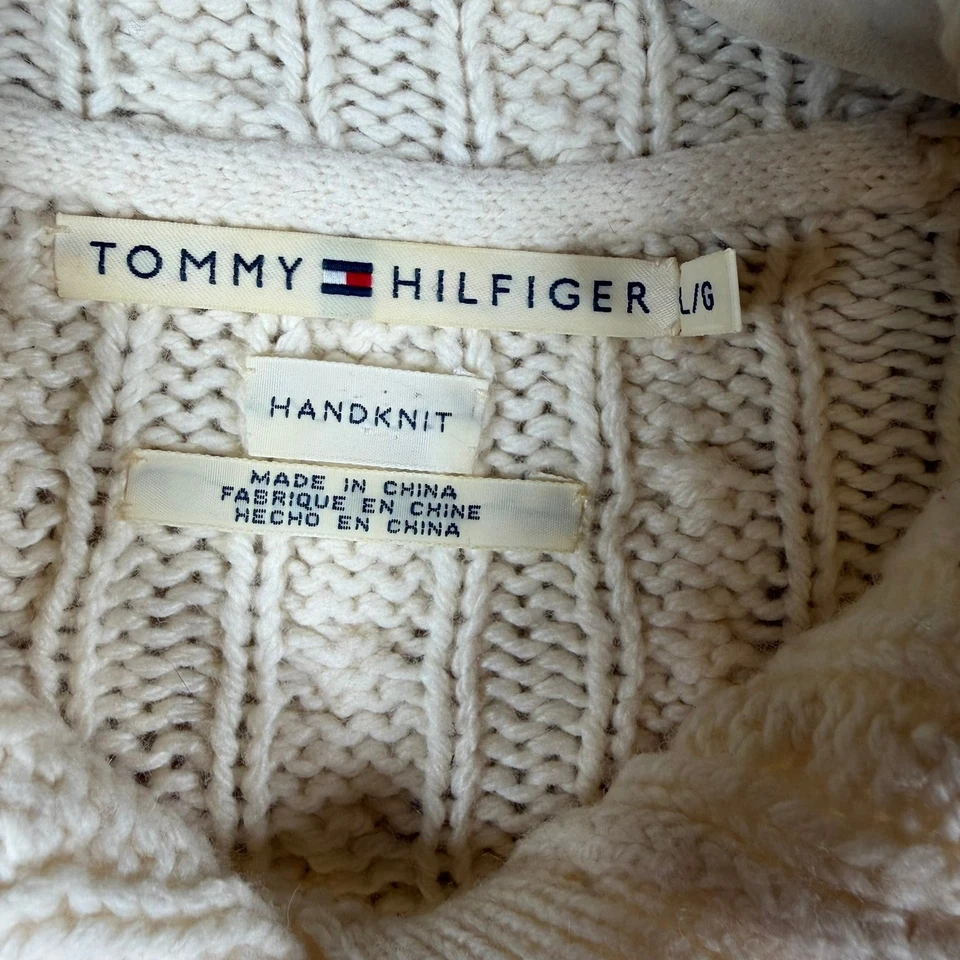 TOMMY HILFIGER L/G
HANDKNIT
MADE IN CHINA
FABRIQUE EN CHINE
HECHO EN CHINA